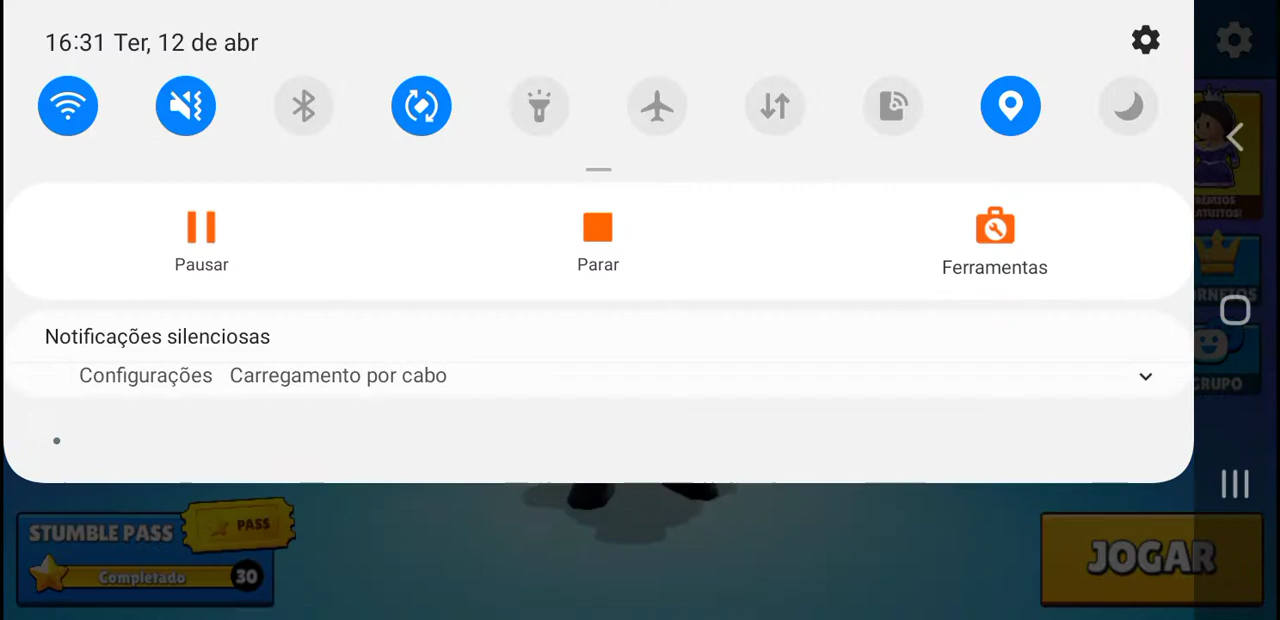 16:31 Ter, 12 de abr
Pausar
Parar
Ferramentas
Notificações silenciosas
Configurações Carregamento por cabo
GRUPO
STUMBLE PASS
PASS
Completado 30
JOGAR